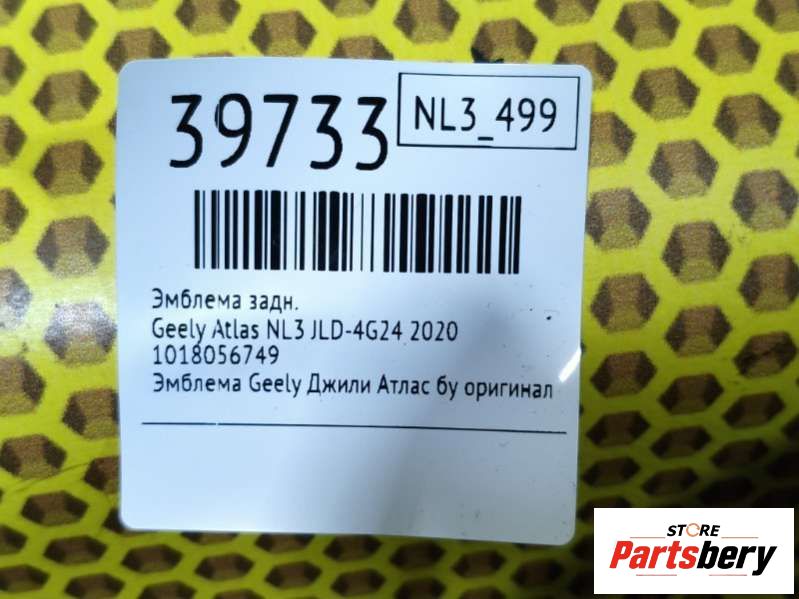 39733
NL3_499
Эмблема задн.
Geely Atlas NL3 JLD-4G24 2020
1018056749
Эмблема Geely Джили Атлас бу оригинал
STORE
Partsbery